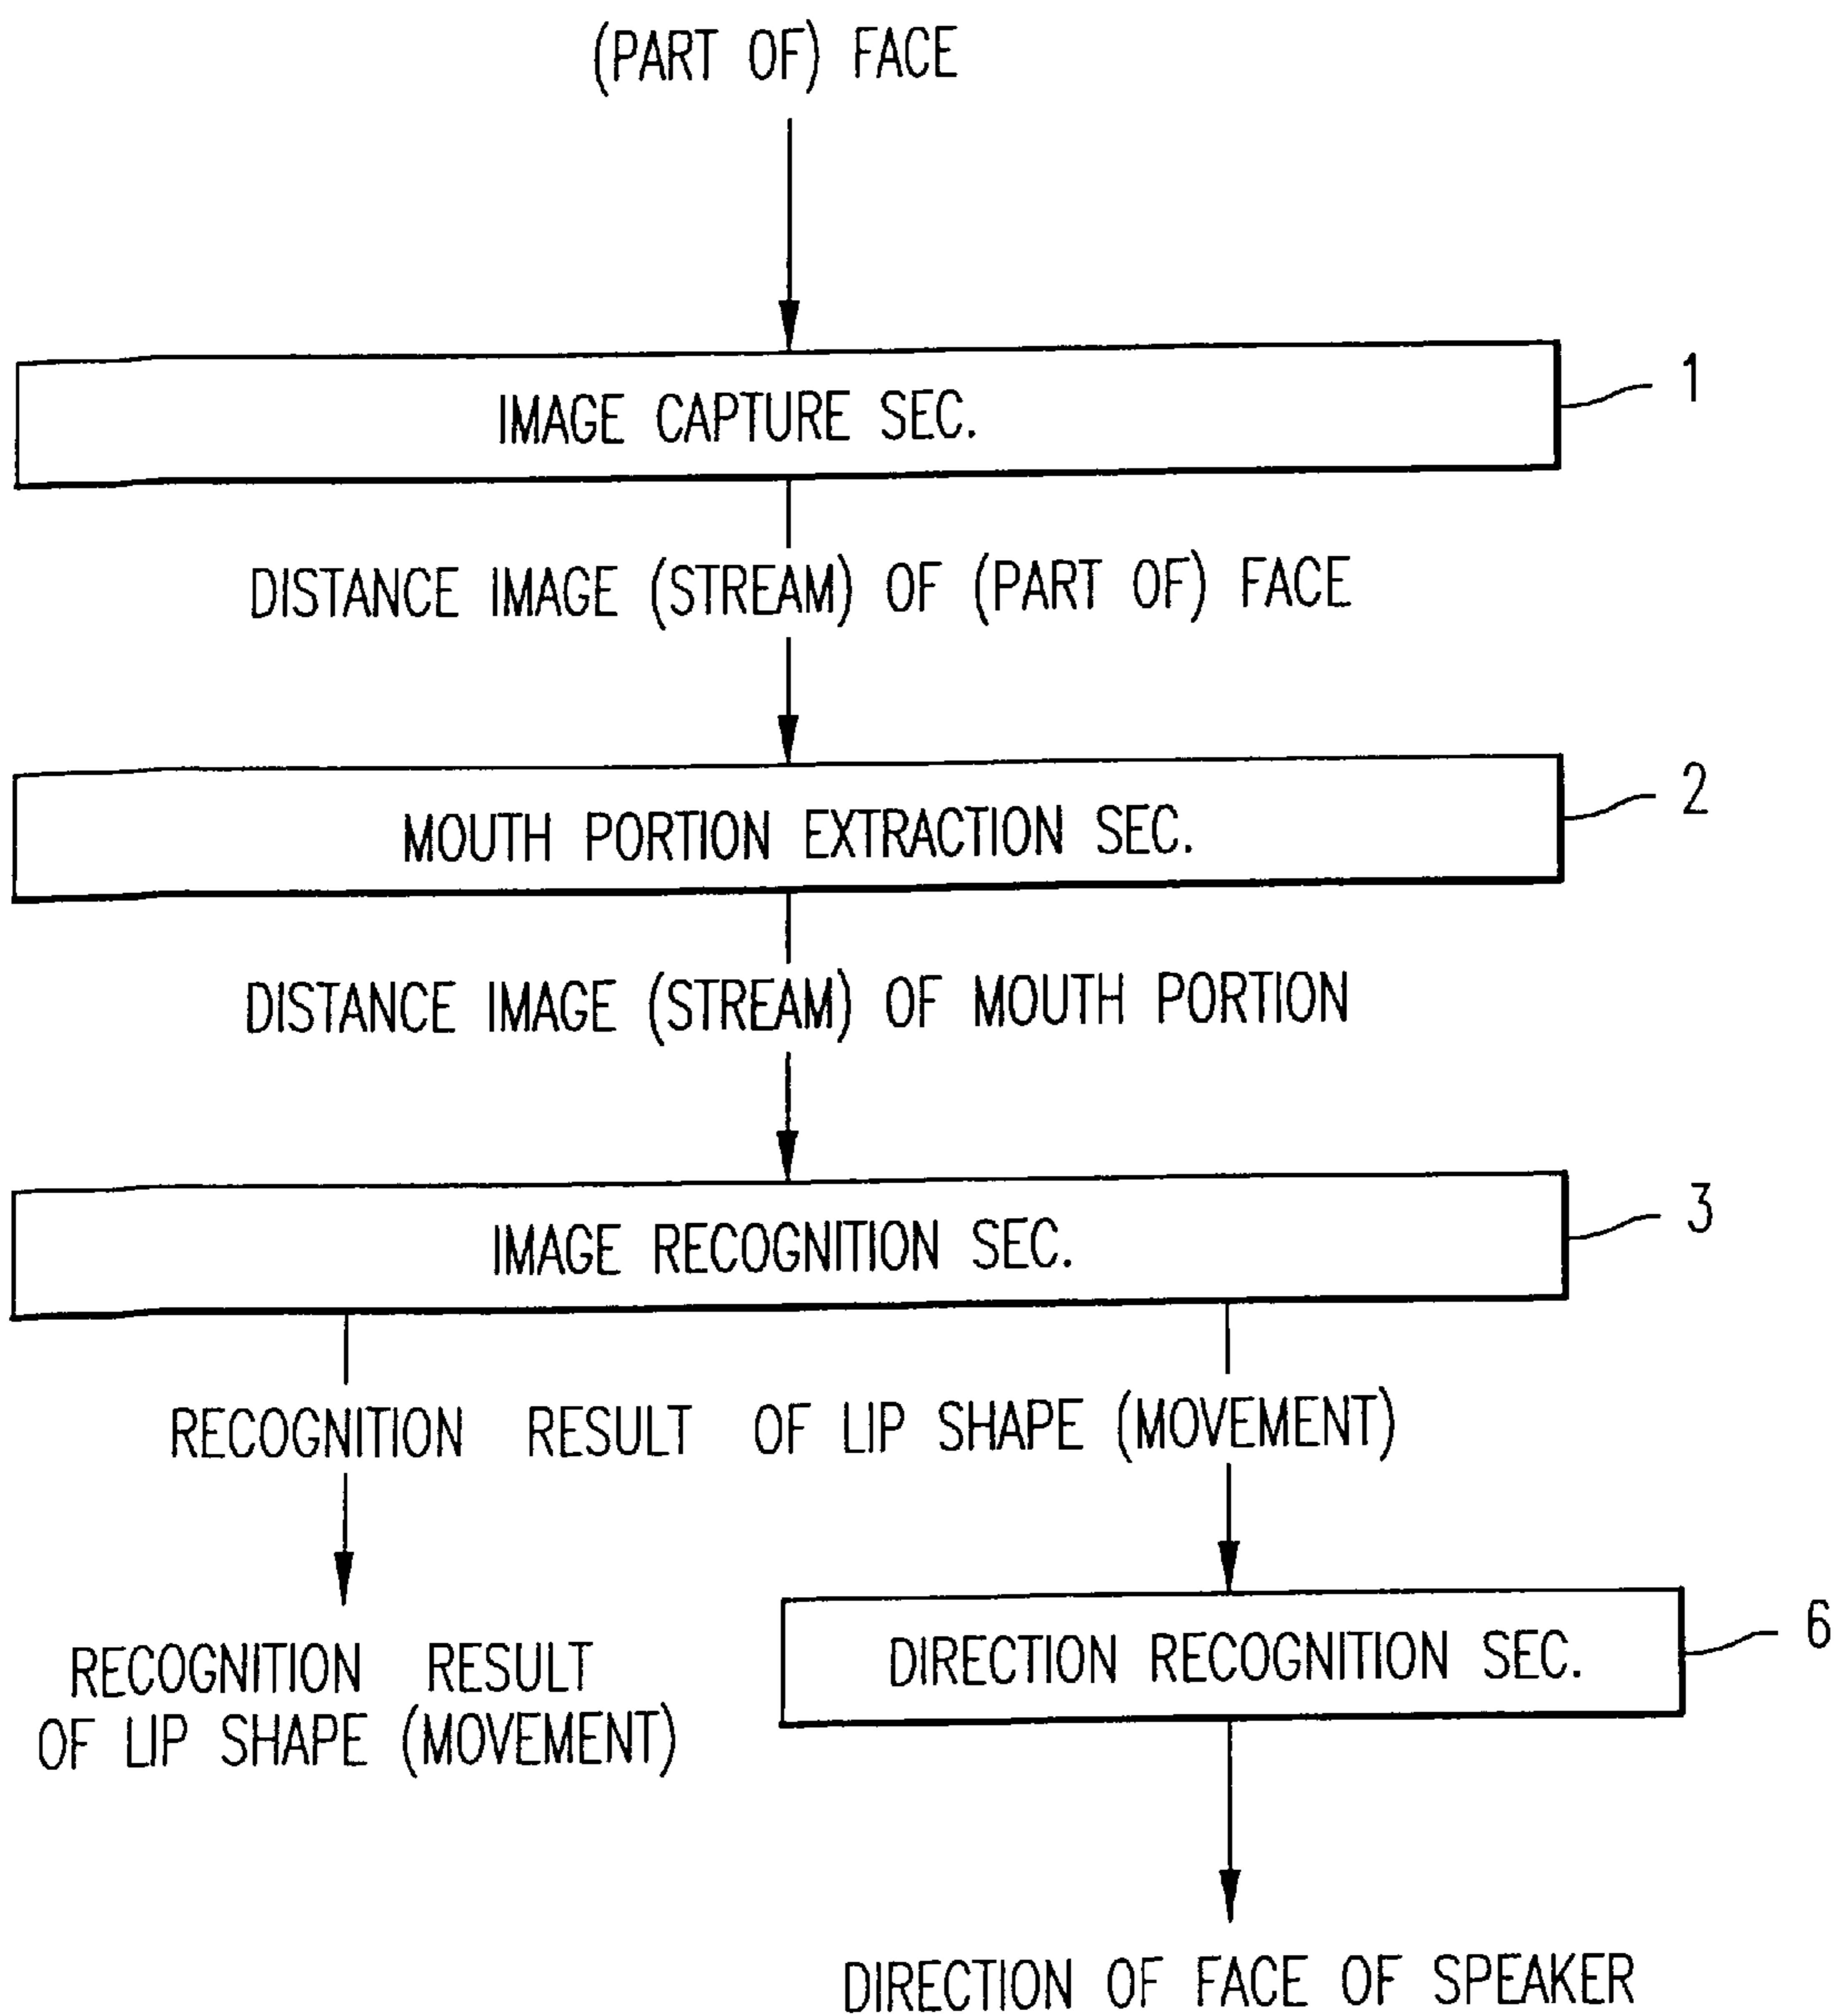 (PART OF) FACE
IMAGE CAPTURE SEC.
1
DISTANCE IMAGE (STREAM) OF (PART OF) FACE
MOUTH PORTION EXTRACTION SEC.
2
DISTANCE IMAGE (STREAM) OF MOUTH PORTION
IMAGE RECOGNITION SEC.
3
RECOGNITION RESULT OF LIP SHAPE (MOVEMENT)
RECOGNITION RESULT
OF LIP SHAPE (MOVEMENT)
DIRECTION RECOGNITION SEC.
6
DIRECTION OF FACE OF SPEAKER